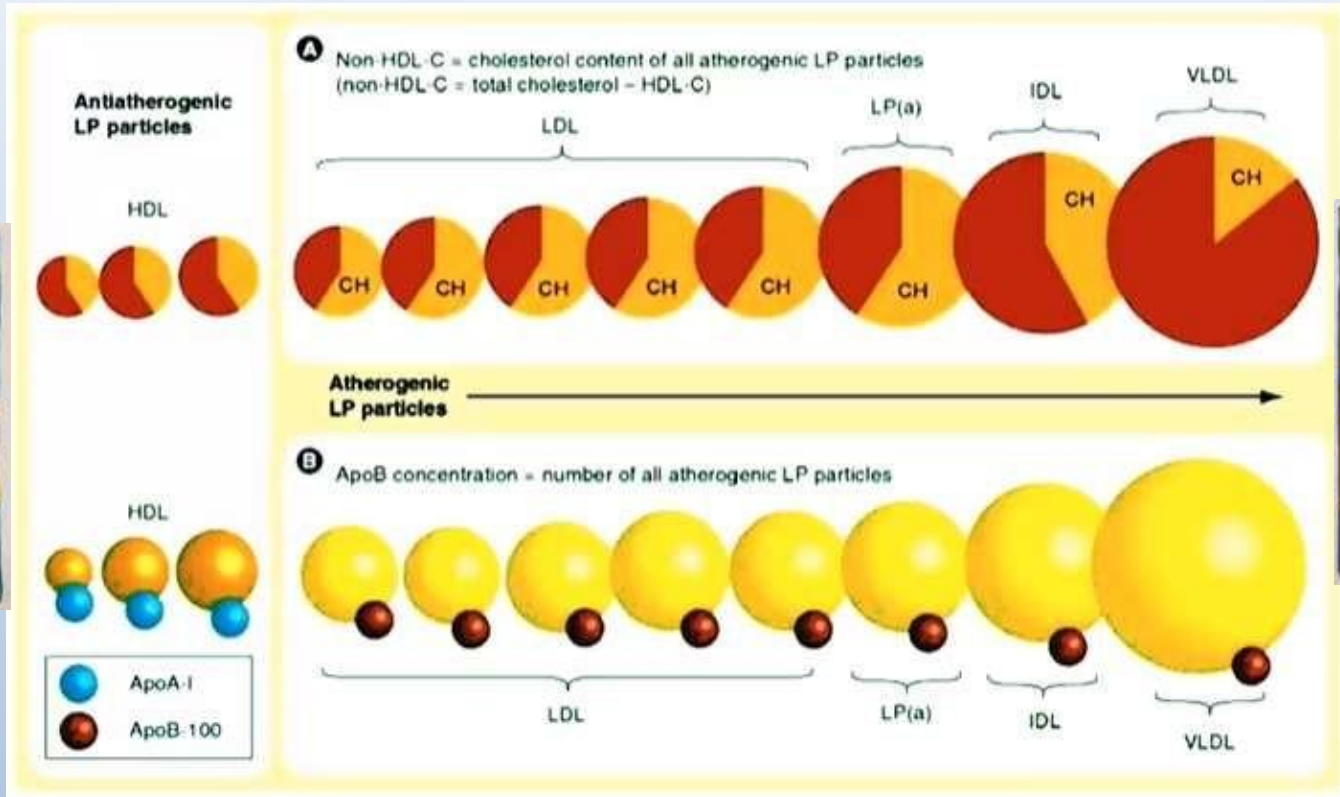 Antiatherogenic
LP particles
HDL
A
Non-HDL-C = cholesterol content of all atherogenic LP particles
(non-HDL-C = total cholesterol – HDL-C)
LDL
LP(a)
IDL
VLDL
CH
CH
CH
CH
CH
CH
CH
CH
Atherogenic
LP particles
B
ApoB concentration = number of all atherogenic LP particles
HDL
LDL
LP(a)
IDL
VLDL
ApoA-I
ApoB-100